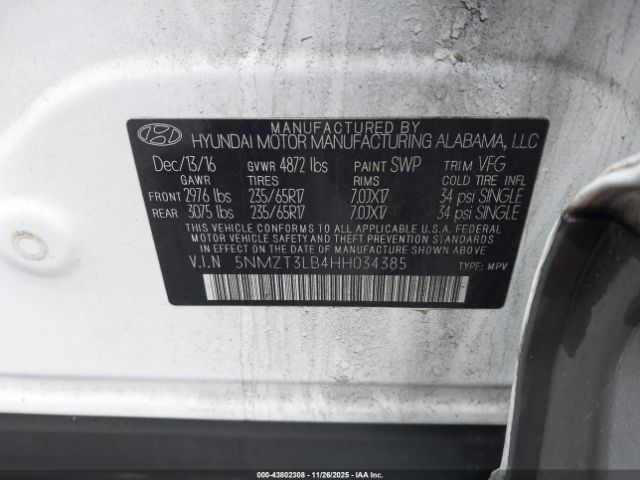 MANUFACTURED BY
HYUNDAI MOTOR MANUFACTURING ALABAMA, LLC
Dec/13/16 GVWR 4872 lbs PAINT SWP TRIM VFG
GAWR TIRES RIMS COLD TIRE INFL
FRONT 2976 lbs 235/65R17 7.0JX17 34 psi SINGLE
REAR 3075 lbs 235/65R17 7.0JX17 34 psi SINGLE
THIS VEHICLE CONFORMS TO ALL APPLICABLE U.S.A FEDERAL
MOTOR VEHICLE SAFETY AND THEFT PREVENTION STANDARDS
IN EFFECT ON THE DATE OF MANUFACTURE SHOWN ABOVE.
V.I.N 5NMZT3LB4HH034385 TYPE: MPV
000-43802308 - 11/26/2025 - IAAI.COM